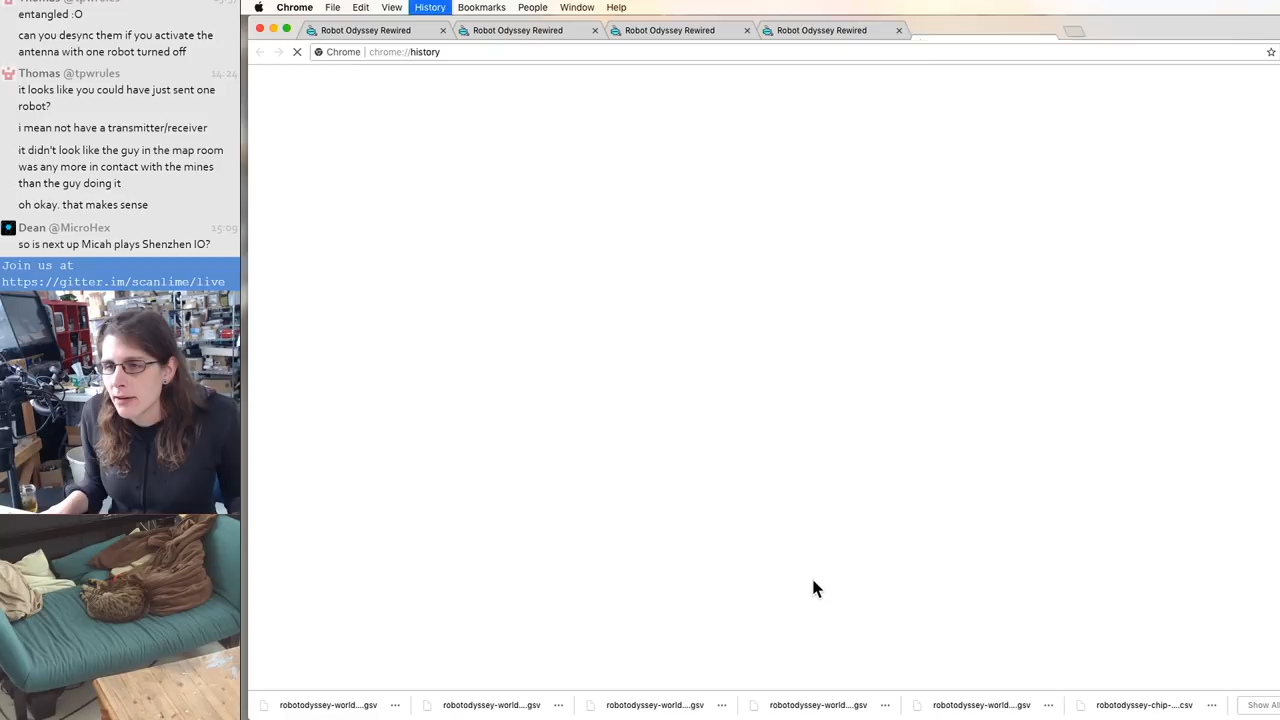 Chrome File Edit View History Bookmarks People Window Help
Robot Odyssey Rewired Robot Odyssey Rewired Robot Odyssey Rewired Robot Odyssey Rewired
Chrome | chrome://history
Thomas @tpwrules
entangled :O
can you desync them if you activate the
antenna with one robot turned off
Thomas @tpwrules 14:24
it looks like you could have just sent one
robot?
i mean not have a transmitter/receiver
it didn't look like the guy in the map room
was any more in contact with the mines
than the guy doing it
oh okay. that makes sense
Dean @MicroHex 15:09
so is next up Micah plays Shenzhen IO?
Join us at
https://gitter.im/scanlime/live
robotodyssey-world....gsv robotodyssey-world....gsv robotodyssey-world....gsv robotodyssey-world....gsv robotodyssey-world....gsv robotodyssey-chip-....csv Show All